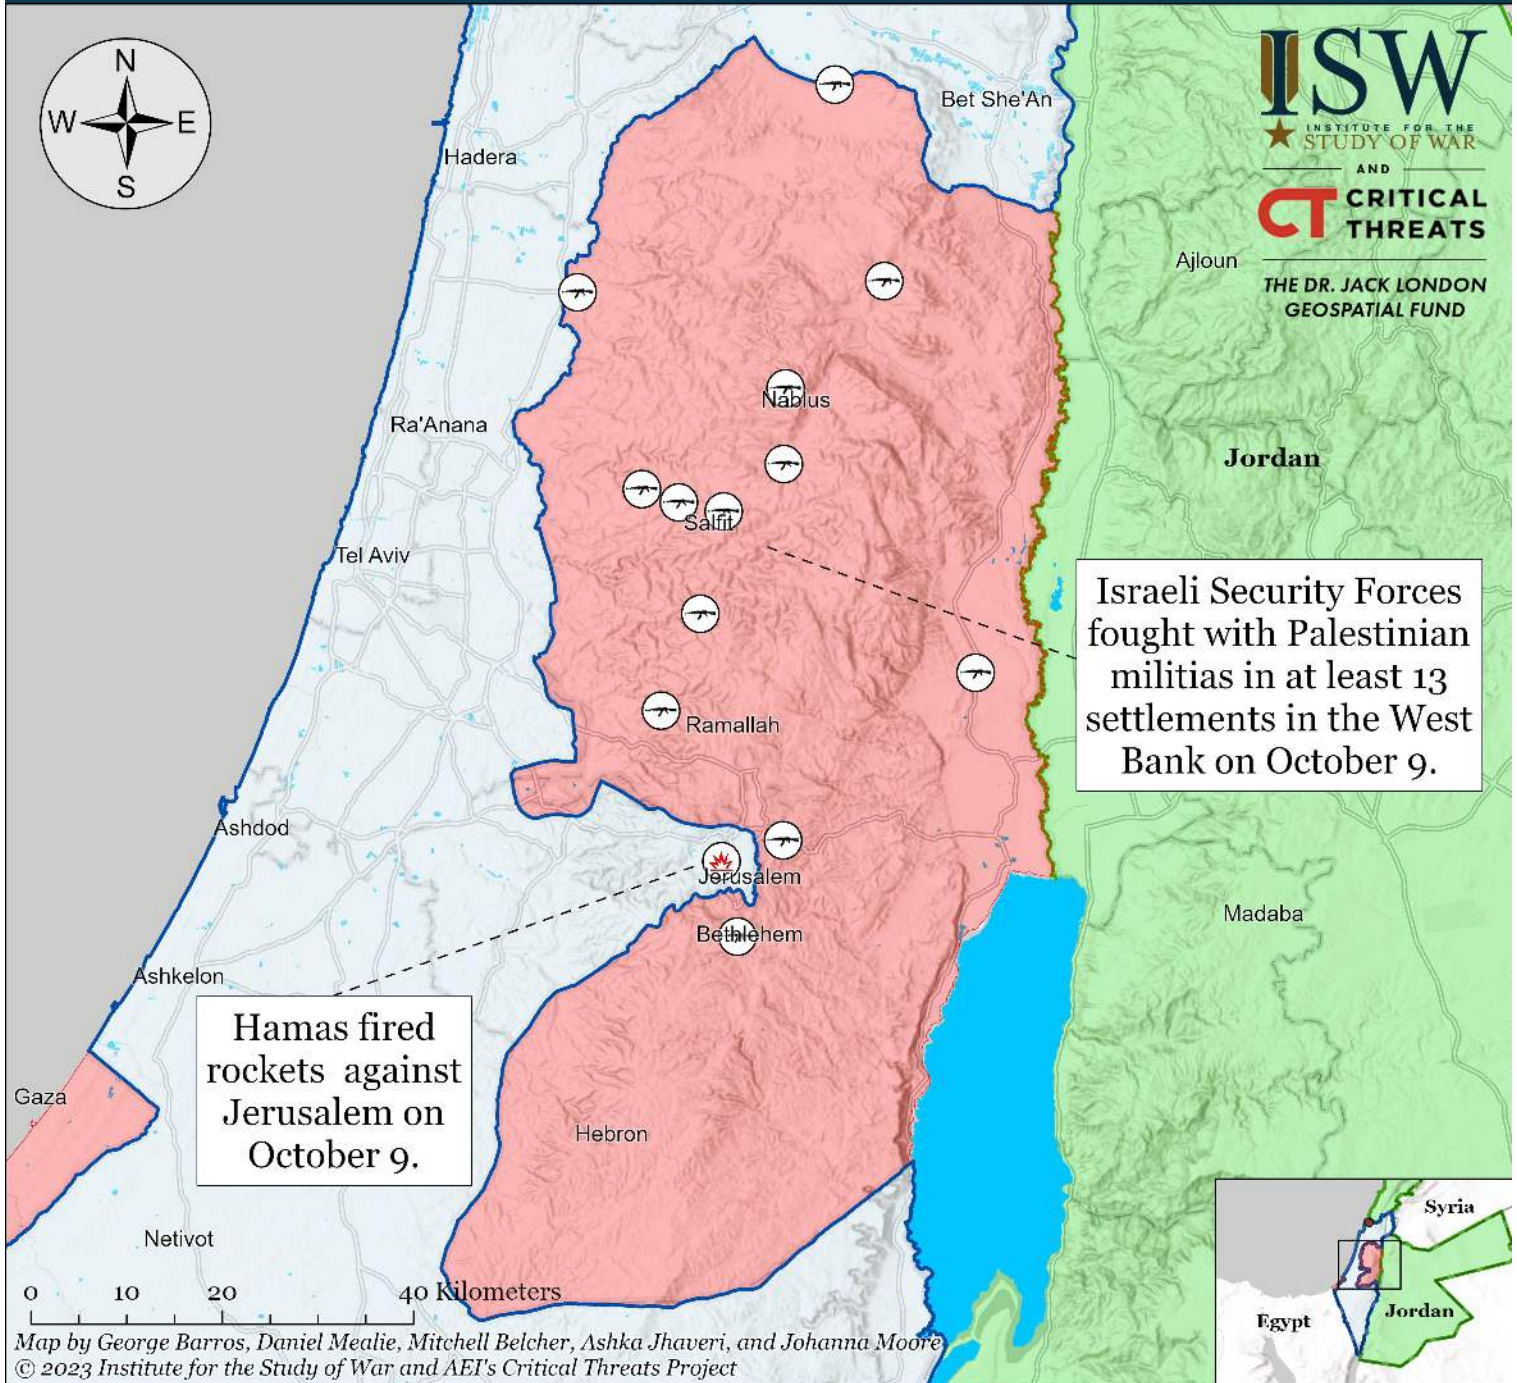 N
W
E
S
ISW
INSTITUTE FOR THE
STUDY OF WAR
AND
CT CRITICAL
THREATS
THE DR. JACK LONDON
GEOSPATIAL FUND
Bet She'An
Hadera
Ajloun
Nablus
Ra'Anana
Jordan
Salfit
Tel Aviv
Israeli Security Forces
fought with Palestinian
militias in at least 13
settlements in the West
Bank on October 9.
Ramallah
Ashdod
Jerusalem
Madaba
Bethlehem
Ashkelon
Hamas fired
rockets against
Jerusalem on
October 9.
Gaza
Hebron
Netivot
Syria
Egypt
Jordan
0 10 20 40 Kilometers
Map by George Barros, Daniel Mealie, Mitchell Belcher, Ashka Jhaveri, and Johanna Moore
© 2023 Institute for the Study of War and AEI's Critical Threats Project